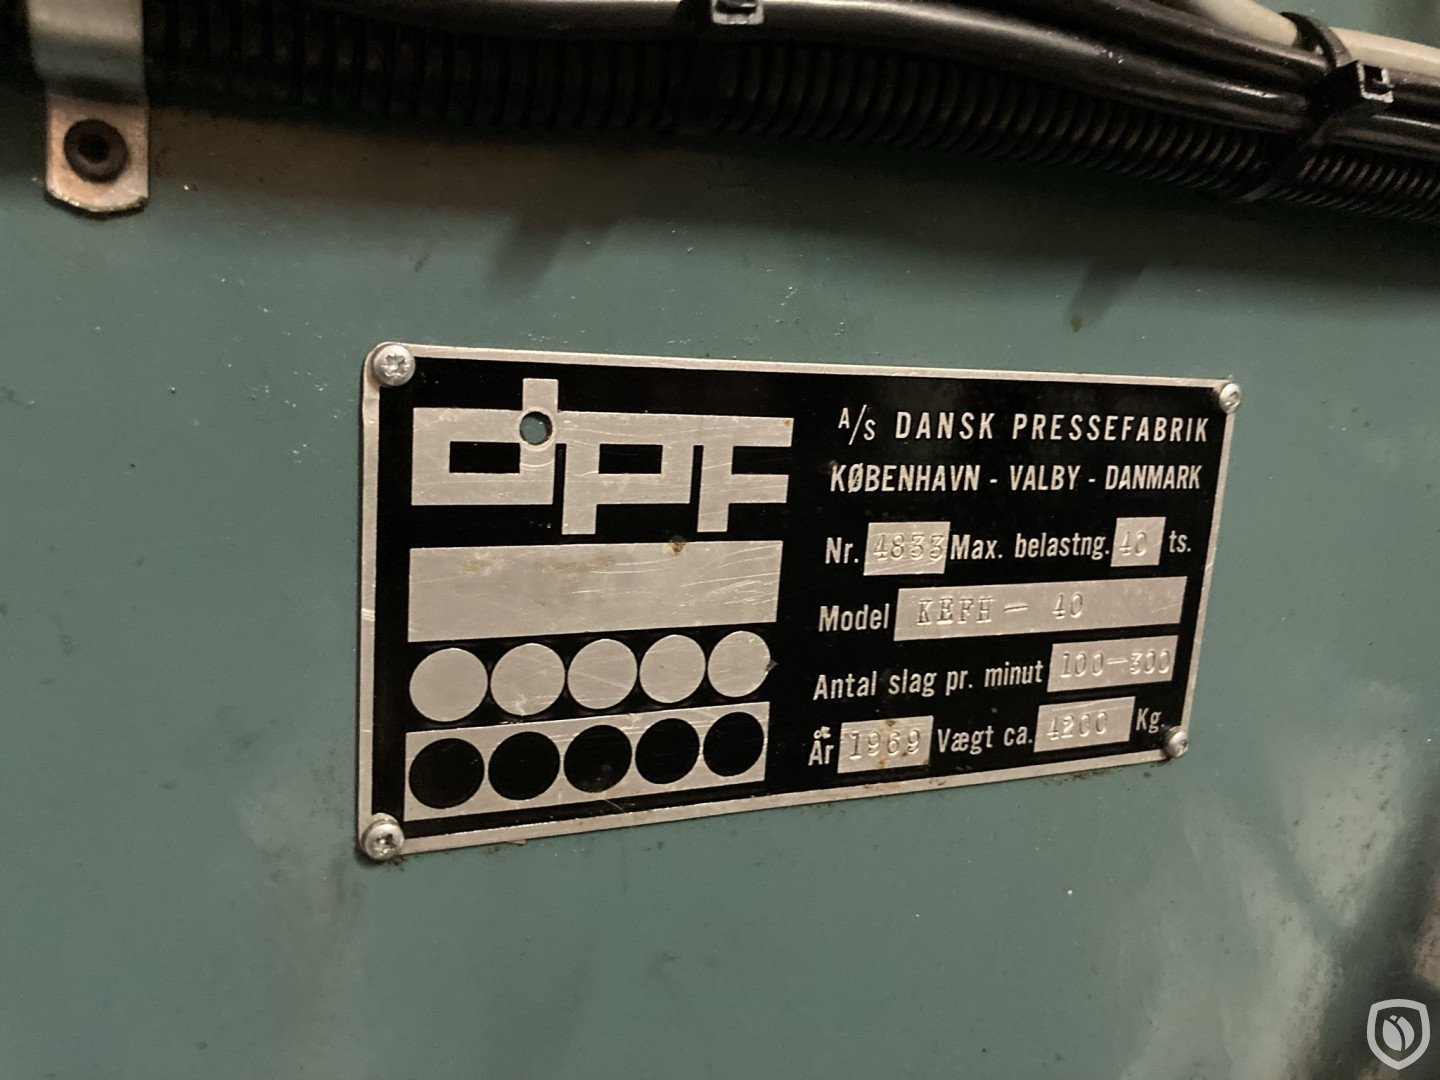 dpf
A/S DANSK PRESSEFABRIK
KØBENHAVN - VALBY - DANMARK
Nr. 4833 Max. belastng. 40 ts.
Model KEFH - 40
Antal slag pr. minut 100-300
År 1969 Vægt ca. 4200 Kg.